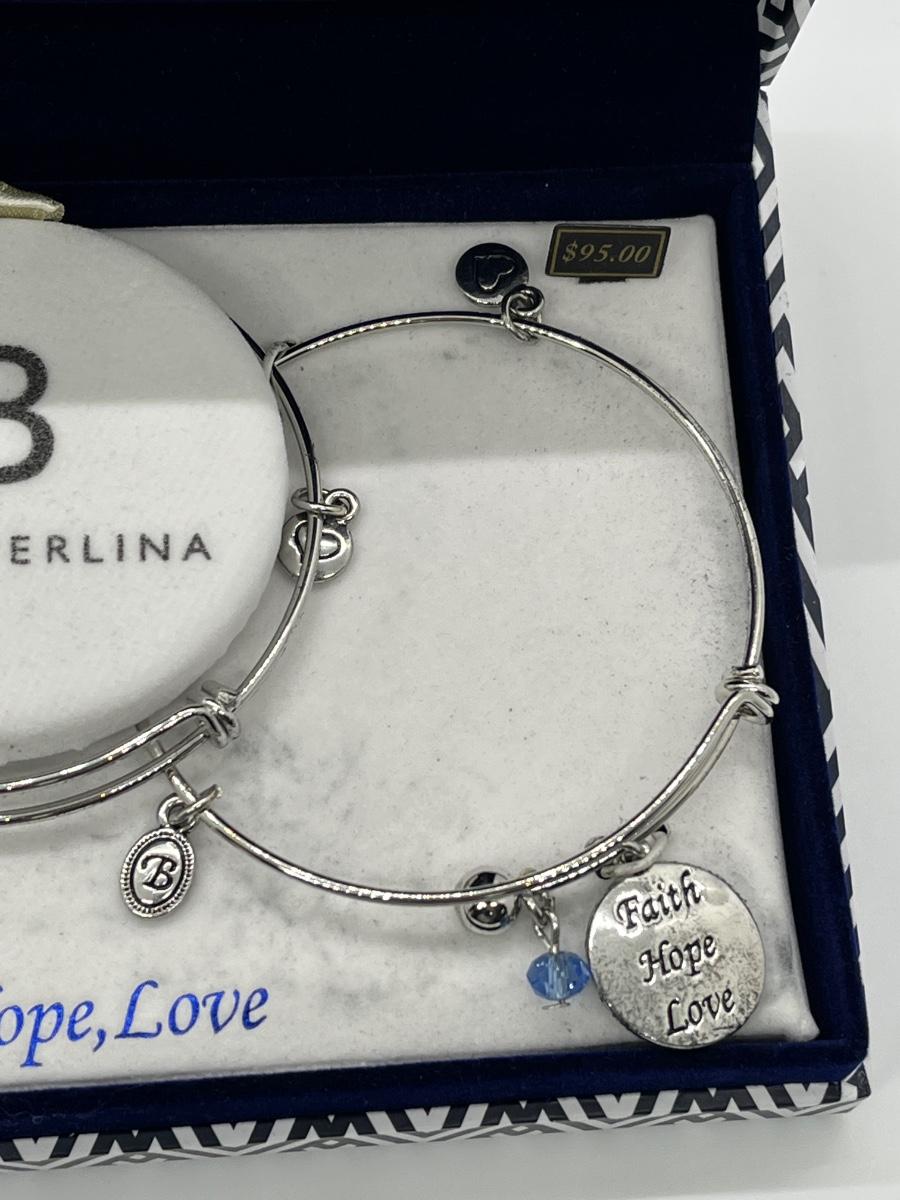 $95.00
B
ERLINA
B
Faith
Hope
Love
ope,Love